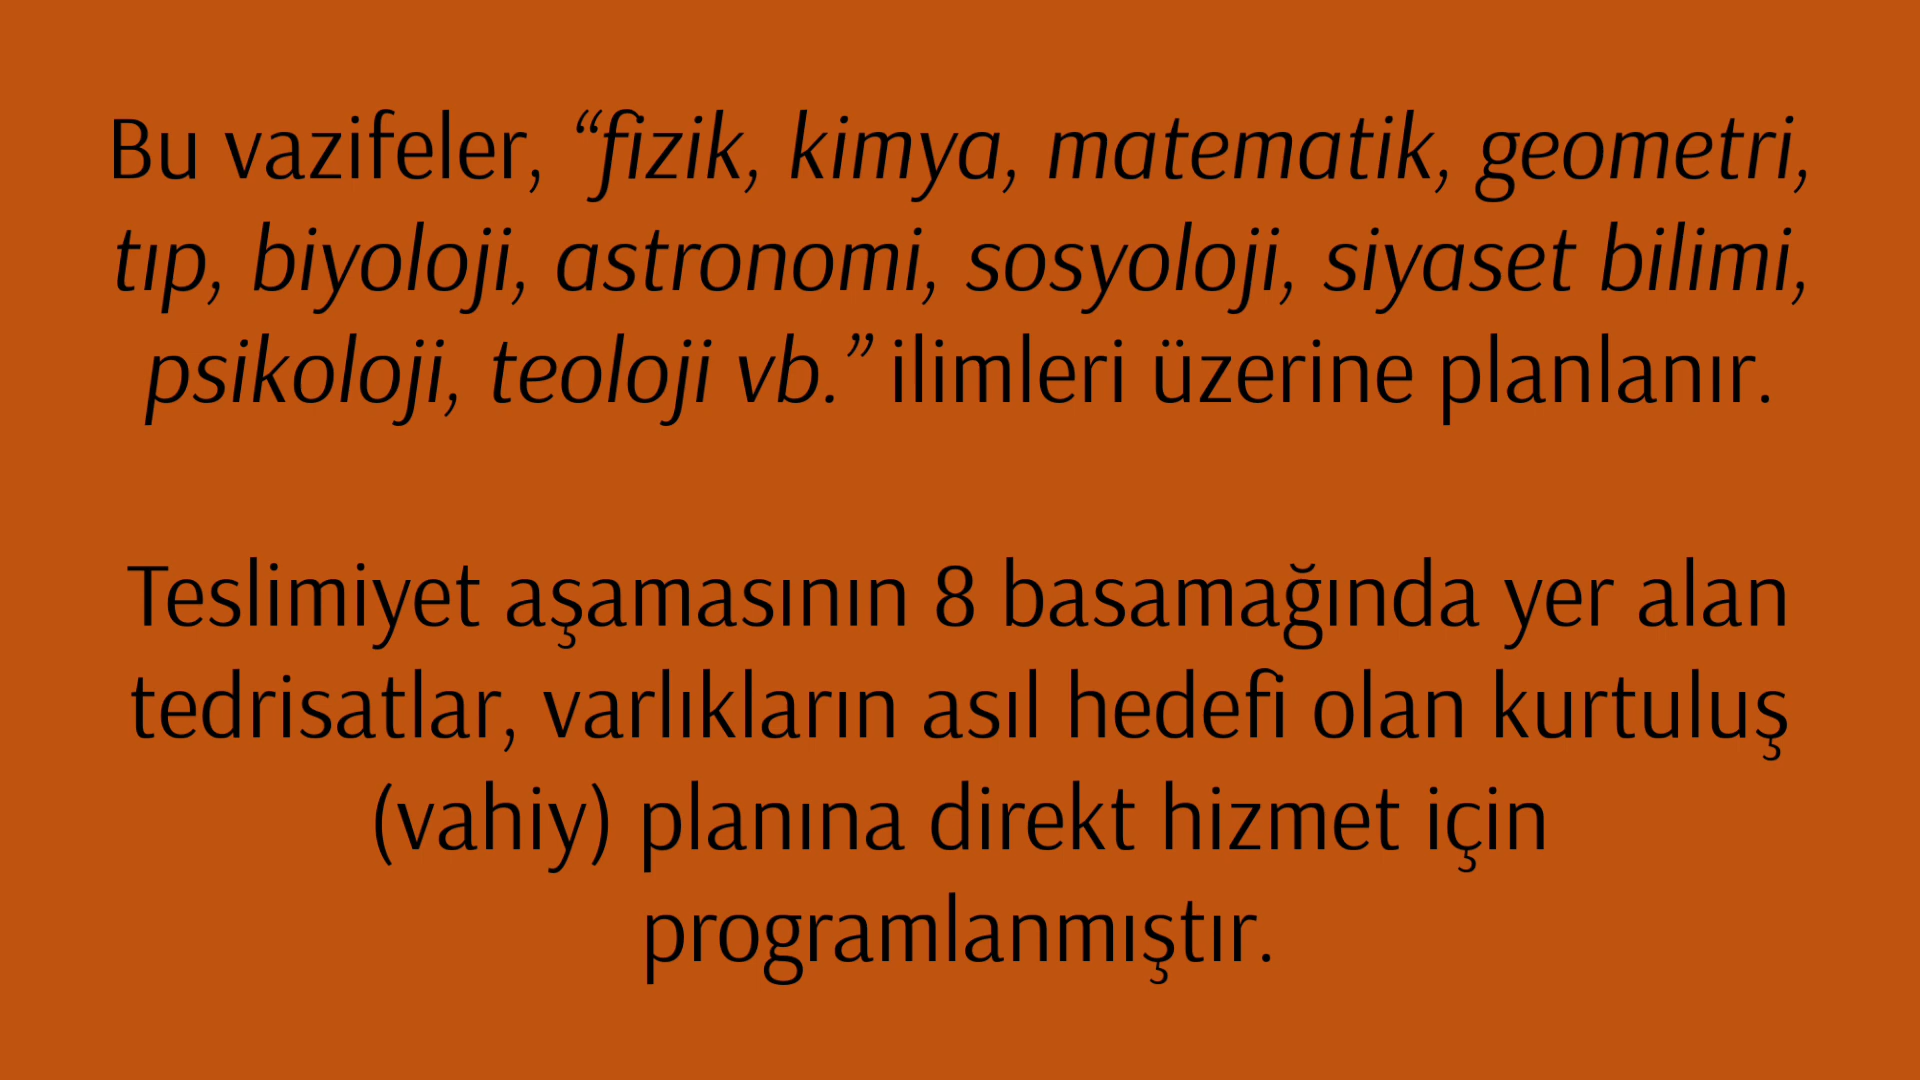 Bu vazifeler, “fizik, kimya, matematik, geometri,
tıp, biyoloji, astronomi, sosyoloji, siyaset bilimi,
psikoloji, teoloji vb.” ilimleri üzerine planlanır.
Teslimiyet aşamasının 8 basamağında yer alan
tedrisatlar, varlıkların asıl hedefi olan kurtuluş
(vahiy) planına direkt hizmet için
programlanmıştır.